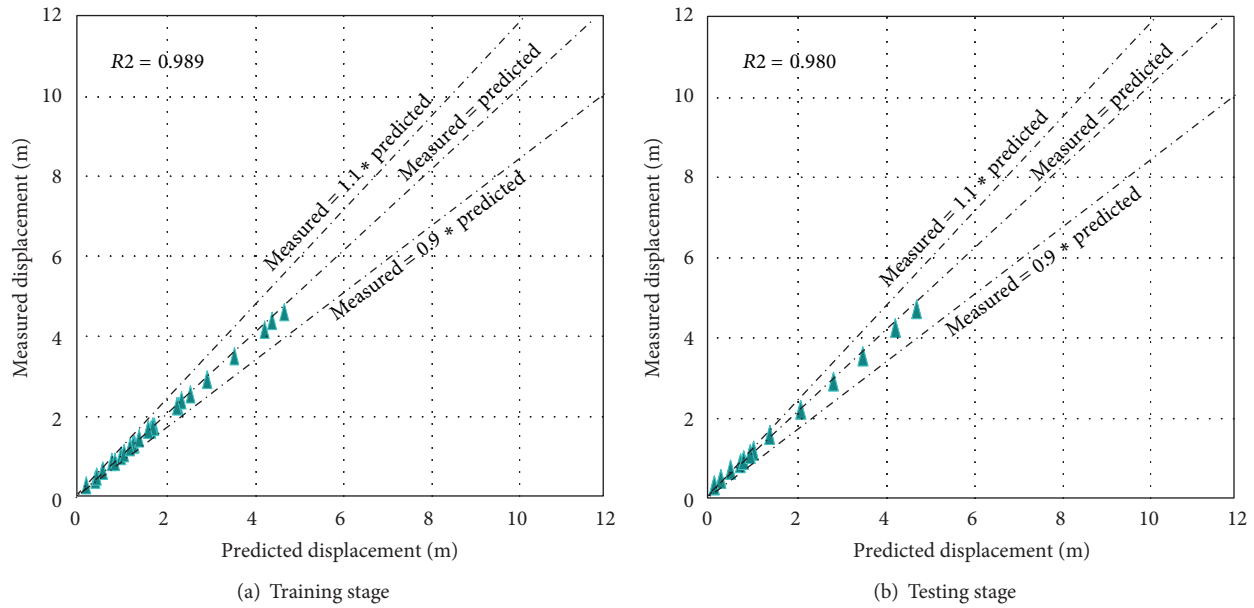 12
10
8
6
4
2
0
Measured displacement (m)
R2 = 0.989
Measured = 1.1 * predicted
Measured = predicted
Measured = 0.9 * predicted
0 2 4 6 8 10 12
Predicted displacement (m)
(a) Training stage
12
10
8
6
4
2
0
Measured displacement (m)
R2 = 0.980
Measured = 1.1 * predicted
Measured = predicted
Measured = 0.9 * predicted
0 2 4 6 8 10 12
Predicted displacement (m)
(b) Testing stage